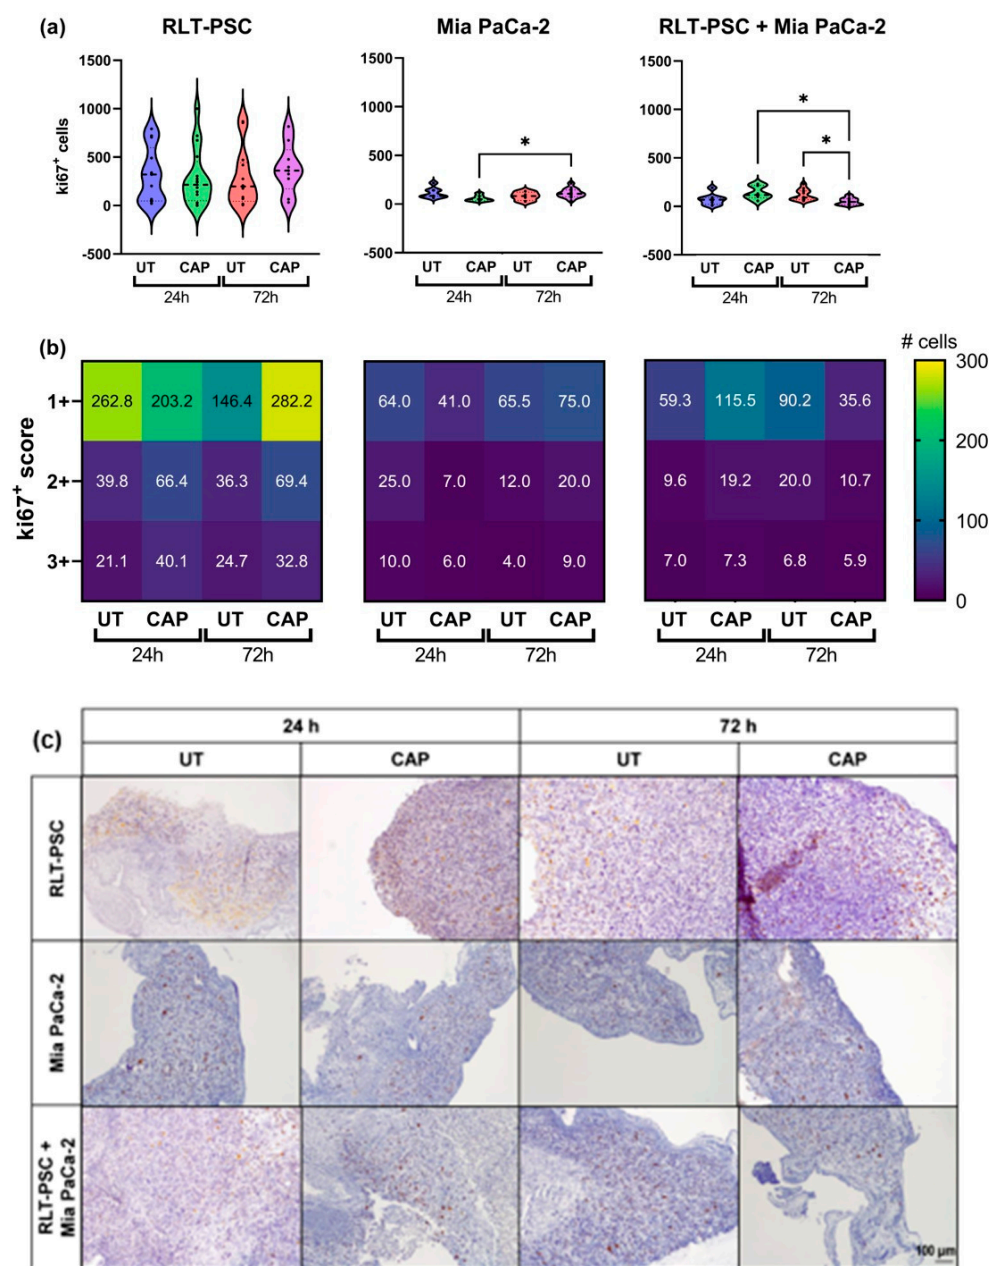 (a)
RLT-PSC
Mia PaCa-2
RLT-PSC + Mia PaCa-2
ki67⁺ cells
1500
1000
500
0
-500
UT CAP UT CAP
24h 72h
1500
1000
500
0
-500
*
UT CAP UT CAP
24h 72h
1500
1000
500
0
-500
*
*
UT CAP UT CAP
24h 72h
(b)
ki67⁺ score
1+
2+
3+
262.8 203.2 146.4 282.2
39.8 66.4 36.3 69.4
21.1 40.1 24.7 32.8
UT CAP UT CAP
24h 72h
64.0 41.0 65.5 75.0
25.0 7.0 12.0 20.0
10.0 6.0 4.0 9.0
UT CAP UT CAP
24h 72h
59.3 115.5 90.2 35.6
9.6 19.2 20.0 10.7
7.0 7.3 6.8 5.9
UT CAP UT CAP
24h 72h
# cells
300
200
100
0
(c)
24 h 72 h
UT CAP UT CAP
RLT-PSC
Mia PaCa-2
RLT-PSC +
Mia PaCa-2
100 µm